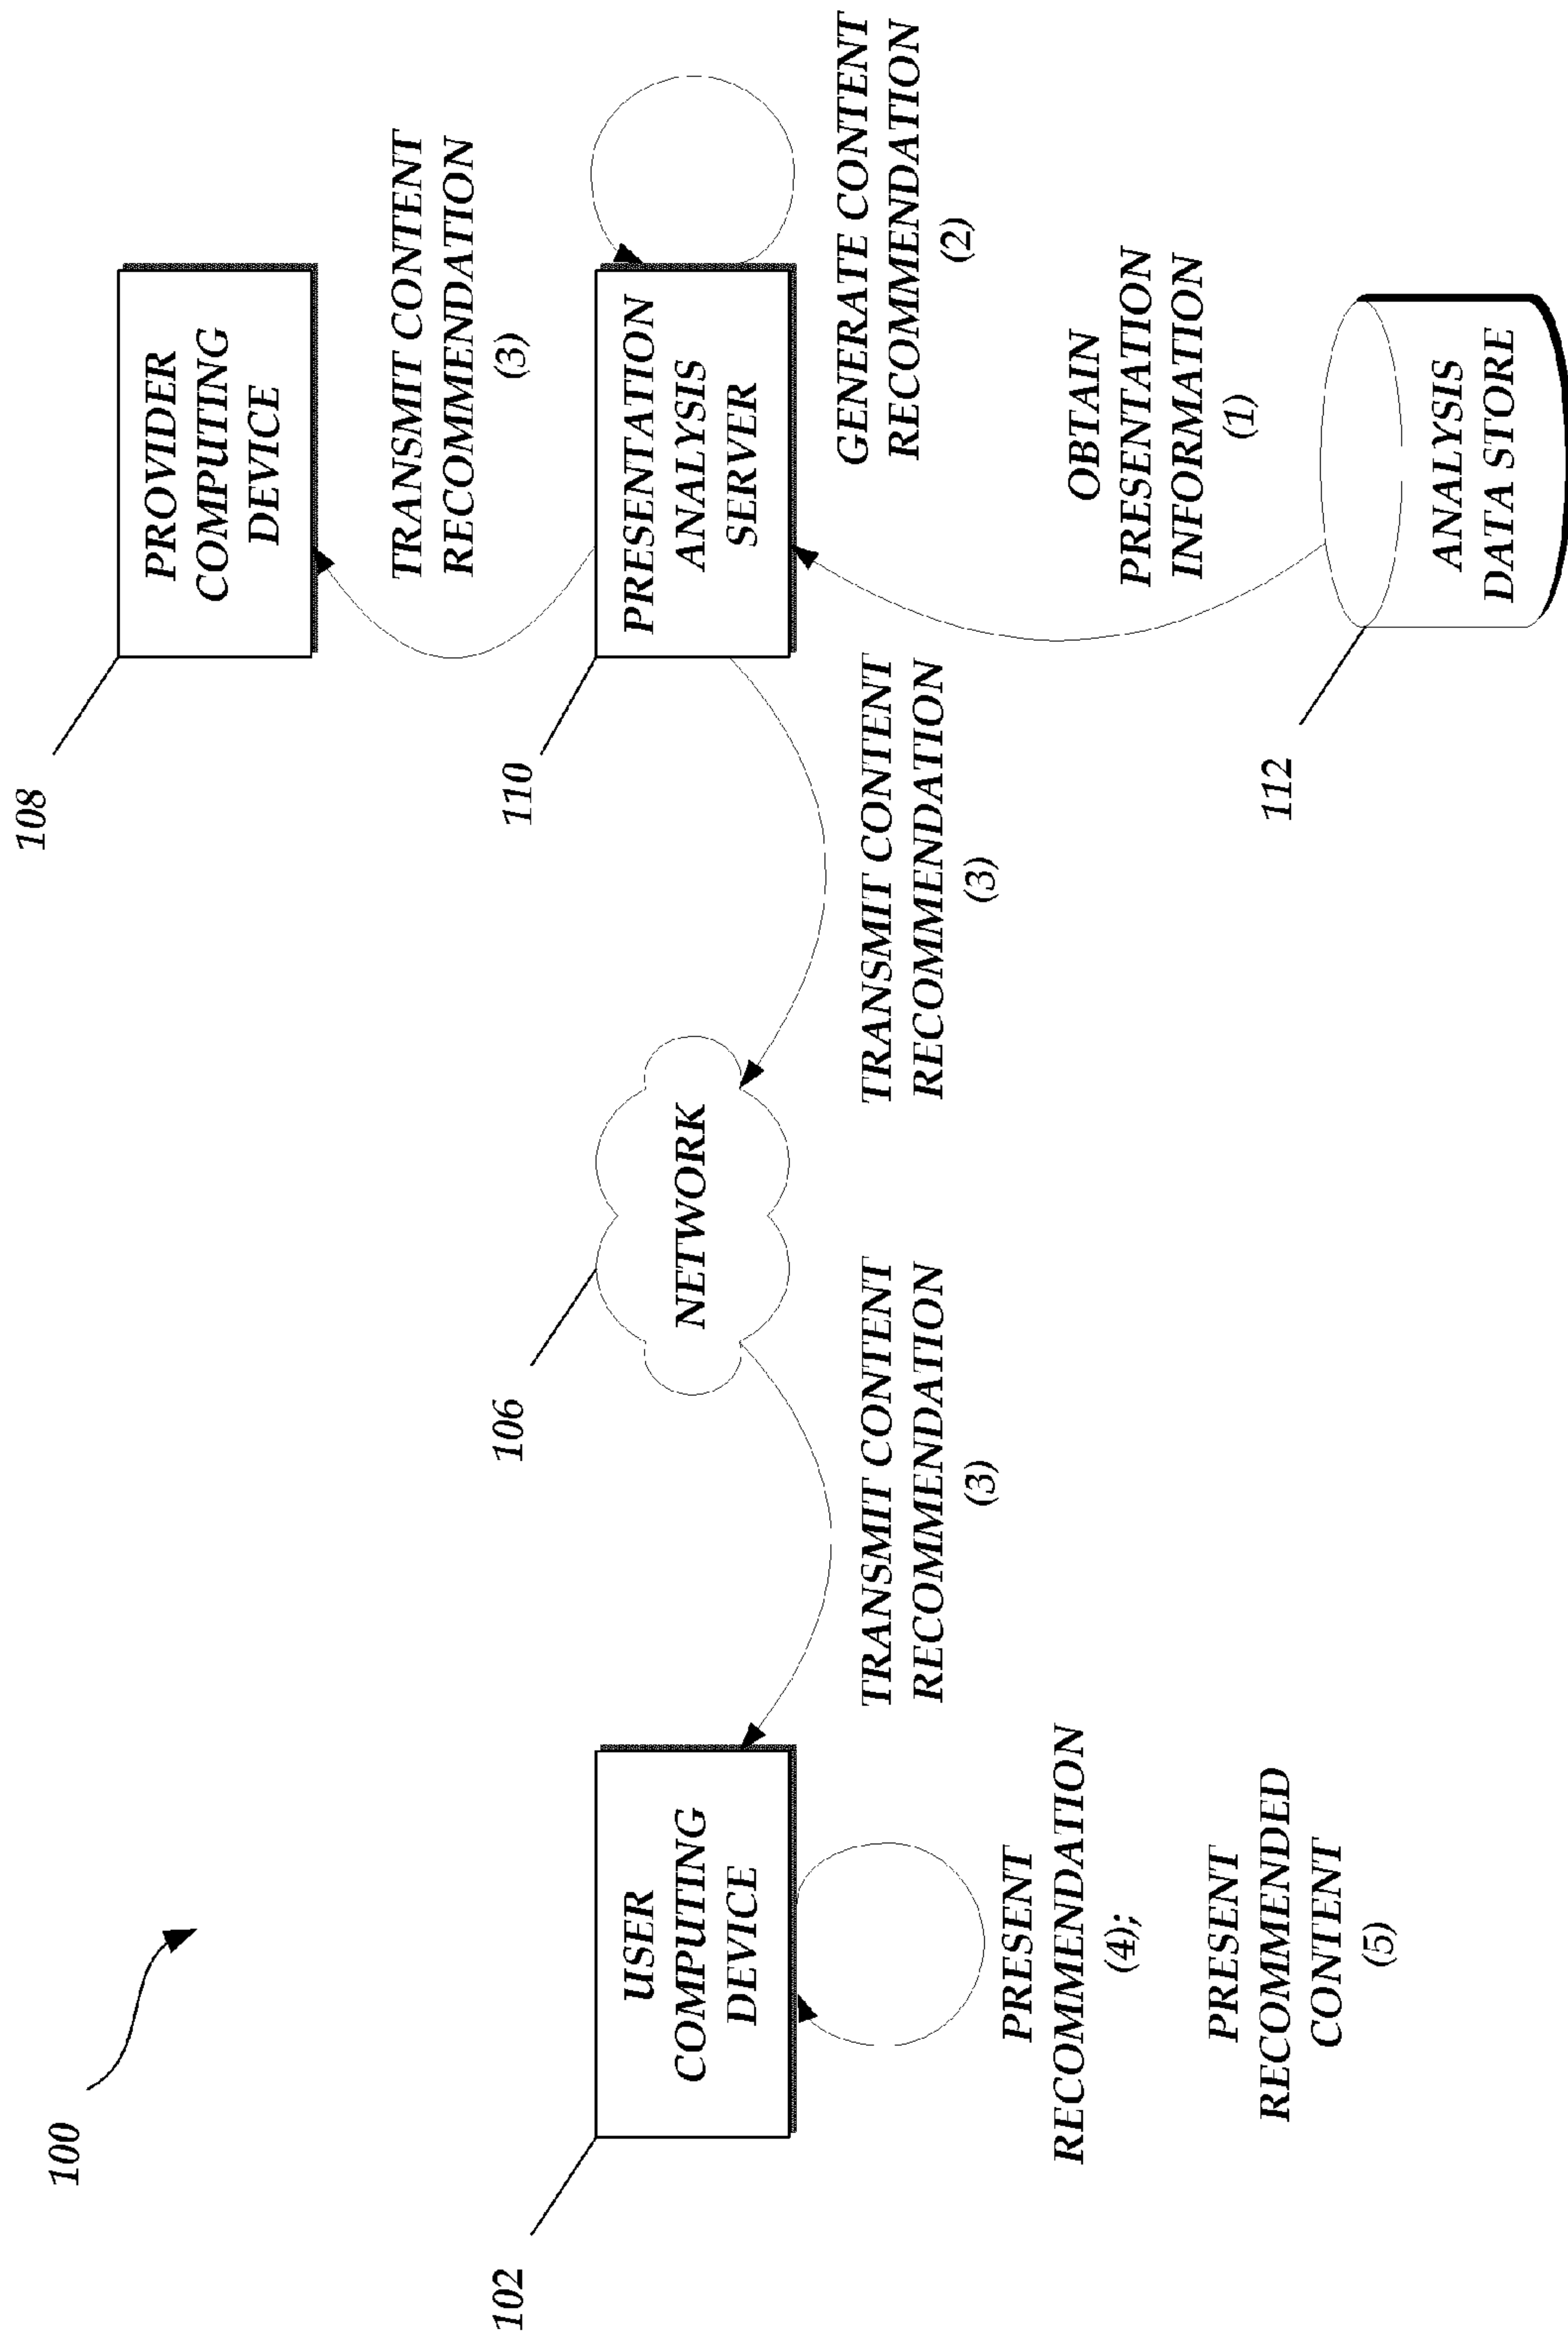 100
108
PROVIDER
COMPUTING
DEVICE
TRANSMIT CONTENT
RECOMMENDATION
(3)
102
USER
COMPUTING
DEVICE
106
NETWORK
110
PRESENTATION
ANALYSIS
SERVER
TRANSMIT CONTENT
RECOMMENDATION
(3)
TRANSMIT CONTENT
RECOMMENDATION
(3)
GENERATE CONTENT
RECOMMENDATION
(2)
PRESENT
RECOMMENDATION
(4);
PRESENT
RECOMMENDED
CONTENT
(5)
OBTAIN
PRESENTATION
INFORMATION
(1)
112
ANALYSIS
DATA STORE